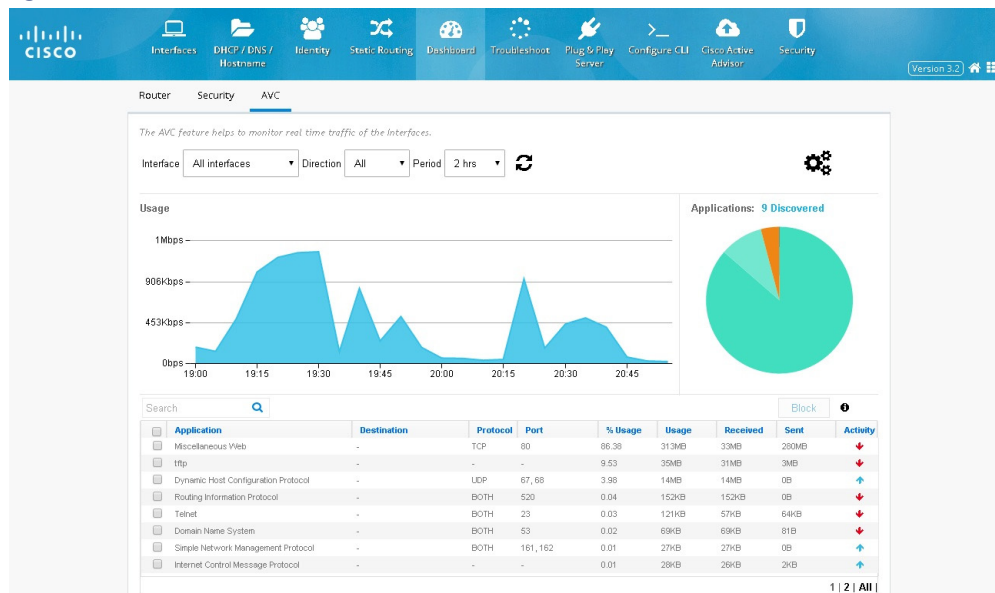 CISCO
Interfaces
DHCP / DNS / Hostname
Identity
Static Routing
Dashboard
Troubleshoot
Plug & Play Server
Configure CLI
Cisco Active Advisor
Security
Version 3.2
Router Security AVC
The AVC feature helps to monitor real time traffic of the Interfaces.
Interface All interfaces Direction All Period 2 hrs
Usage
Applications: 9 Discovered
1Mbps
906Kbps
453Kbps
0bps
19:00 19:15 19:30 19:45 20:00 20:15 20:30 20:45
Search
Block
Application Destination Protocol Port % Usage Usage Received Sent Activity
Miscellaneous Web - TCP 80 86.38 313MB 33MB 280MB
tftp - - - 9.53 35MB 31MB 3MB
Dynamic Host Configuration Protocol - UDP 67,68 3.98 14MB 14MB 0B
Routing Information Protocol - BOTH 520 0.04 152KB 152KB 0B
Telnet - BOTH 23 0.03 121KB 57KB 64KB
Domain Name System - BOTH 53 0.02 69KB 69KB 81B
Simple Network Management Protocol - BOTH 161,162 0.01 27KB 27KB 0B
Internet Control Message Protocol - - - 0.01 28KB 26KB 2KB
1 | 2 | All |